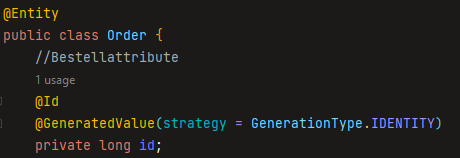 @Entity
public class Order {
//Bestellattribute
1 usage
@Id
@GeneratedValue(strategy = GenerationType.IDENTITY)
private long id;